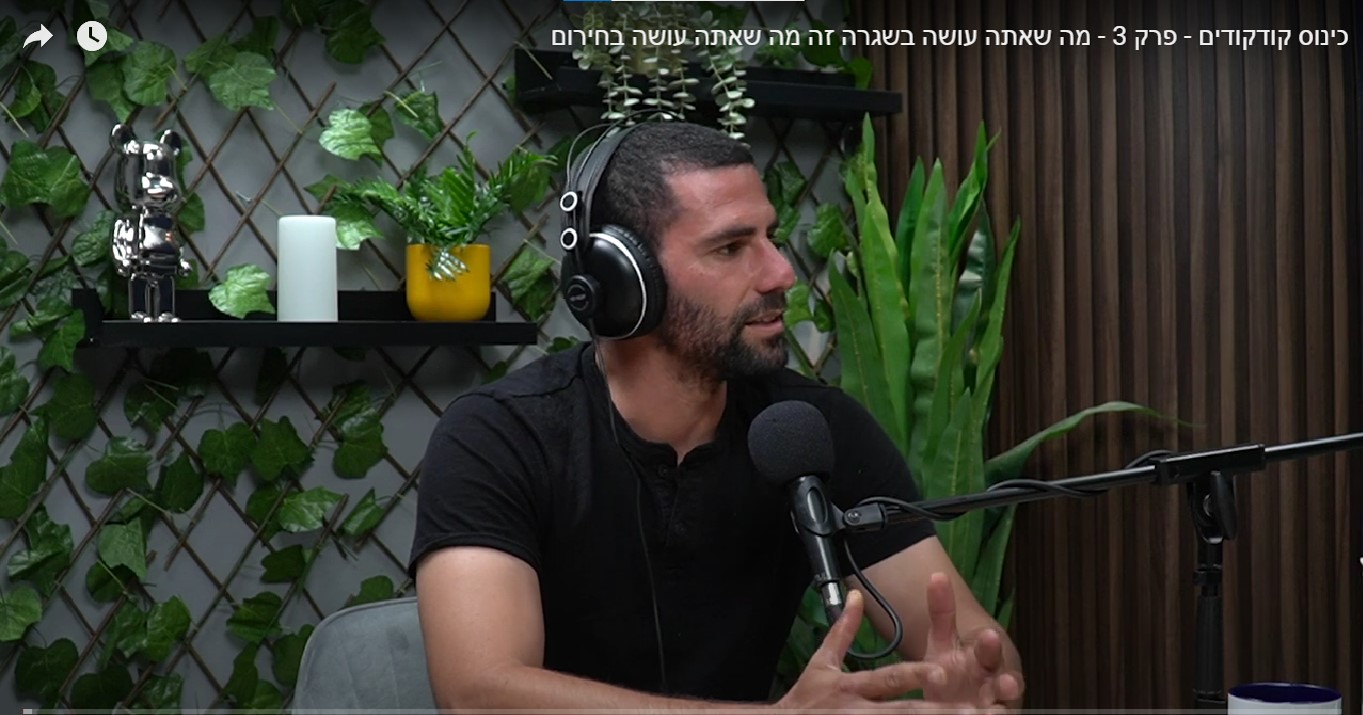 כינוס קודקודים - פרק 3 - מה שאתה עושה בשגרה זה מה שאתה עושה בחירום